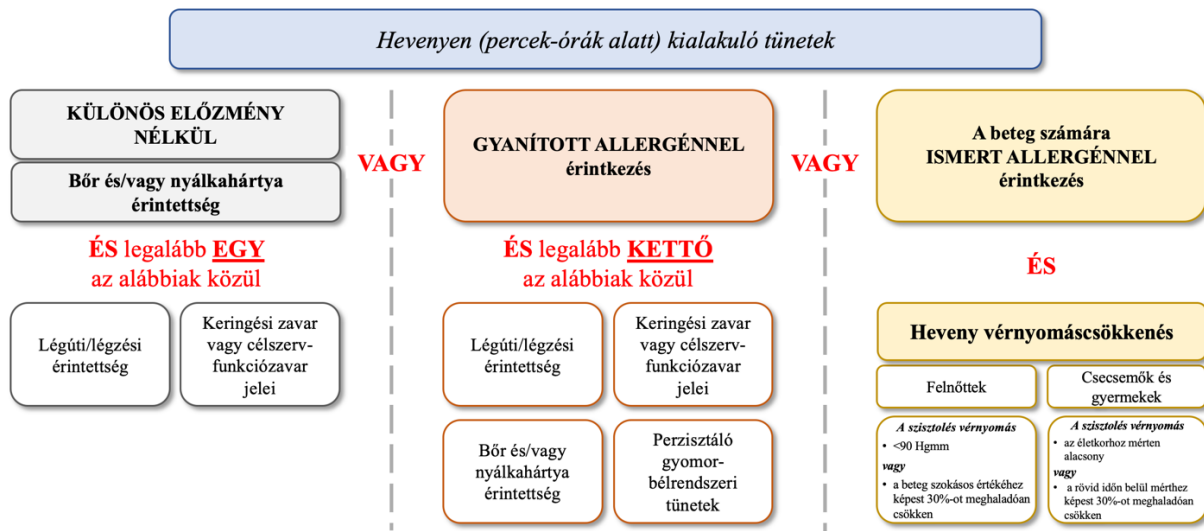 Hevenyen (percek-órák alatt) kialakuló tünetek
KÜLÖNÖS ELŐZMÉNY
NÉLKÜL
Bőr és/vagy nyálkahártya
érintettség
ÉS legalább EGY
az alábbiak közül
Légúti/légzési
érintettség
Keringési zavar
vagy célszerv-
funkciózavar
jelei
VAGY
GYANÍTOTT ALLERGÉNNEL
érintkezés
ÉS legalább KETTŐ
az alábbiak közül
Légúti/légzési
érintettség
Keringési zavar
vagy célszerv-
funkciózavar
jelei
Bőr és/vagy
nyálkahártya
érintettség
Perzisztáló
gyomor-
bélrendszeri
tünetek
VAGY
A beteg számára
ISMERT ALLERGÉNNEL
érintkezés
ÉS
Heveny vérnyomáscsökkenés
Felnőttek
A szisztolés vérnyomás
• <90 Hgmm
vagy
• a beteg szokásos értékéhez
képest 30%-ot meghaladóan
csökken
Csecsemők és
gyermekek
A szisztolés vérnyomás
• az életkorhoz mérten
alacsony
vagy
• a rövid időn belül mérthez
képest 30%-ot meghaladóan
csökken